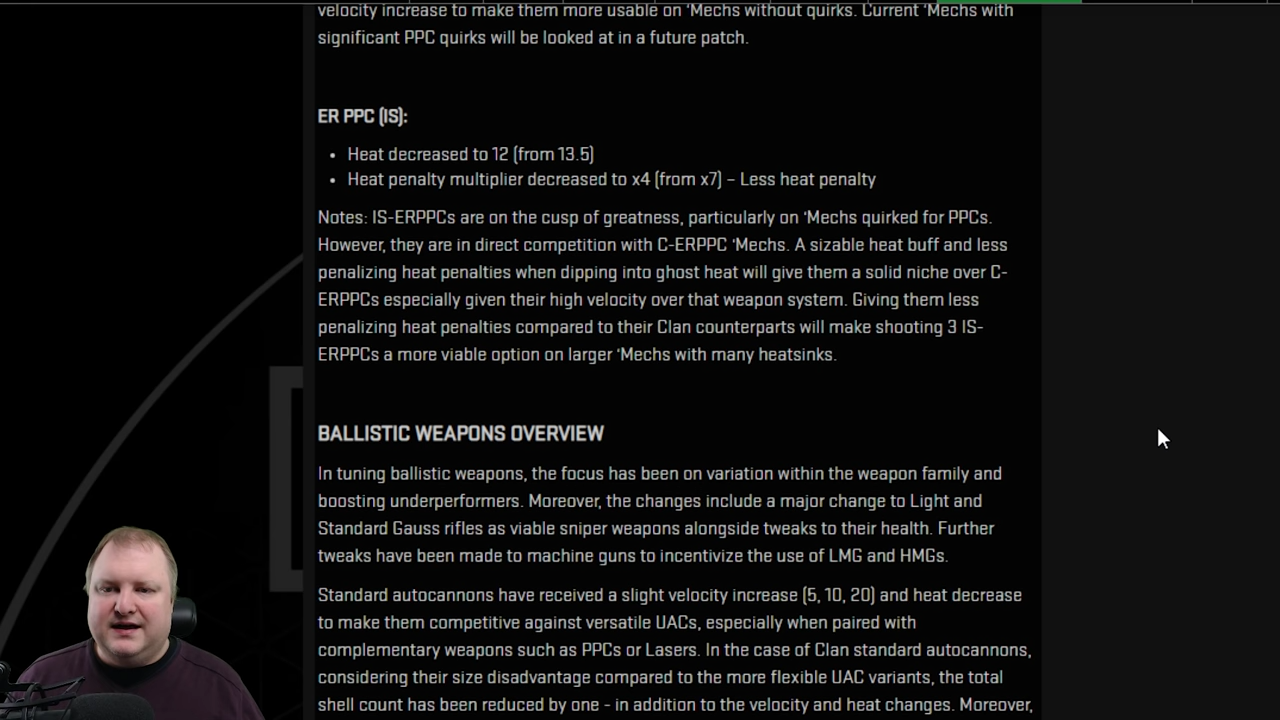 velocity increase to make them more usable on 'Mechs without quirks. Current 'Mechs with
significant PPC quirks will be looked at in a future patch.
ER PPC (IS):
• Heat decreased to 12 (from 13.5)
• Heat penalty multiplier decreased to x4 (from x7) – Less heat penalty
Notes: IS-ERPPCs are on the cusp of greatness, particularly on 'Mechs quirked for PPCs.
However, they are in direct competition with C-ERPPC 'Mechs. A sizable heat buff and less
penalizing heat penalties when dipping into ghost heat will give them a solid niche over C-
ERPPCs especially given their high velocity over that weapon system. Giving them less
penalizing heat penalties compared to their Clan counterparts will make shooting 3 IS-
ERPPCs a more viable option on larger 'Mechs with many heatsinks.
BALLISTIC WEAPONS OVERVIEW
In tuning ballistic weapons, the focus has been on variation within the weapon family and
boosting underperformers. Moreover, the changes include a major change to Light and
Standard Gauss rifles as viable sniper weapons alongside tweaks to their health. Further
tweaks have been made to machine guns to incentivize the use of LMG and HMGs.
Standard autocannons have received a slight velocity increase (5, 10, 20) and heat decrease
to make them competitive against versatile UACs, especially when paired with
complementary weapons such as PPCs or Lasers. In the case of Clan standard autocannons,
considering their size disadvantage compared to the more flexible UAC variants, the total
shell count has been reduced by one - in addition to the velocity and heat changes. Moreover,